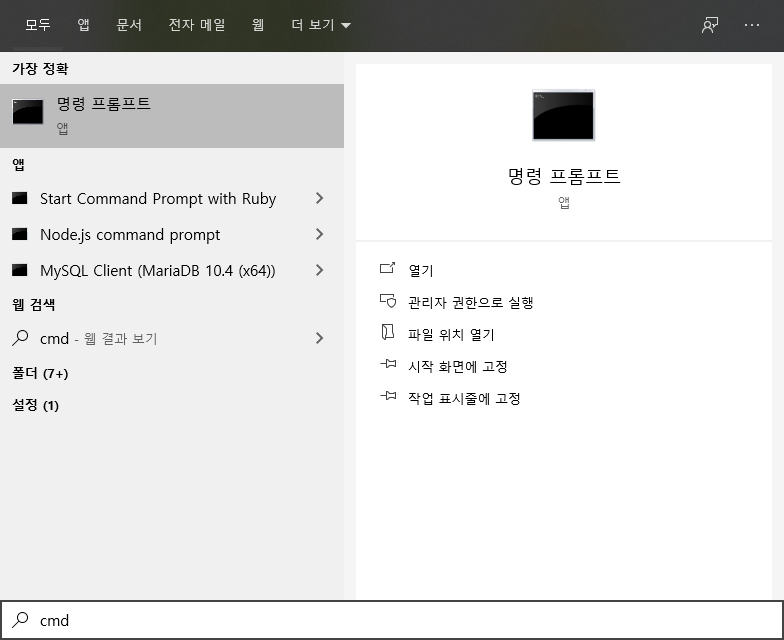 모두 앱 문서 전자 메일 웹 더 보기
가장 정확
명령 프롬프트
앱
앱
Start Command Prompt with Ruby
Node.js command prompt
MySQL Client (MariaDB 10.4 (x64))
웹 검색
cmd - 웹 결과 보기
폴더 (7+)
설정 (1)
명령 프롬프트
앱
열기
관리자 권한으로 실행
파일 위치 열기
시작 화면에 고정
작업 표시줄에 고정
cmd